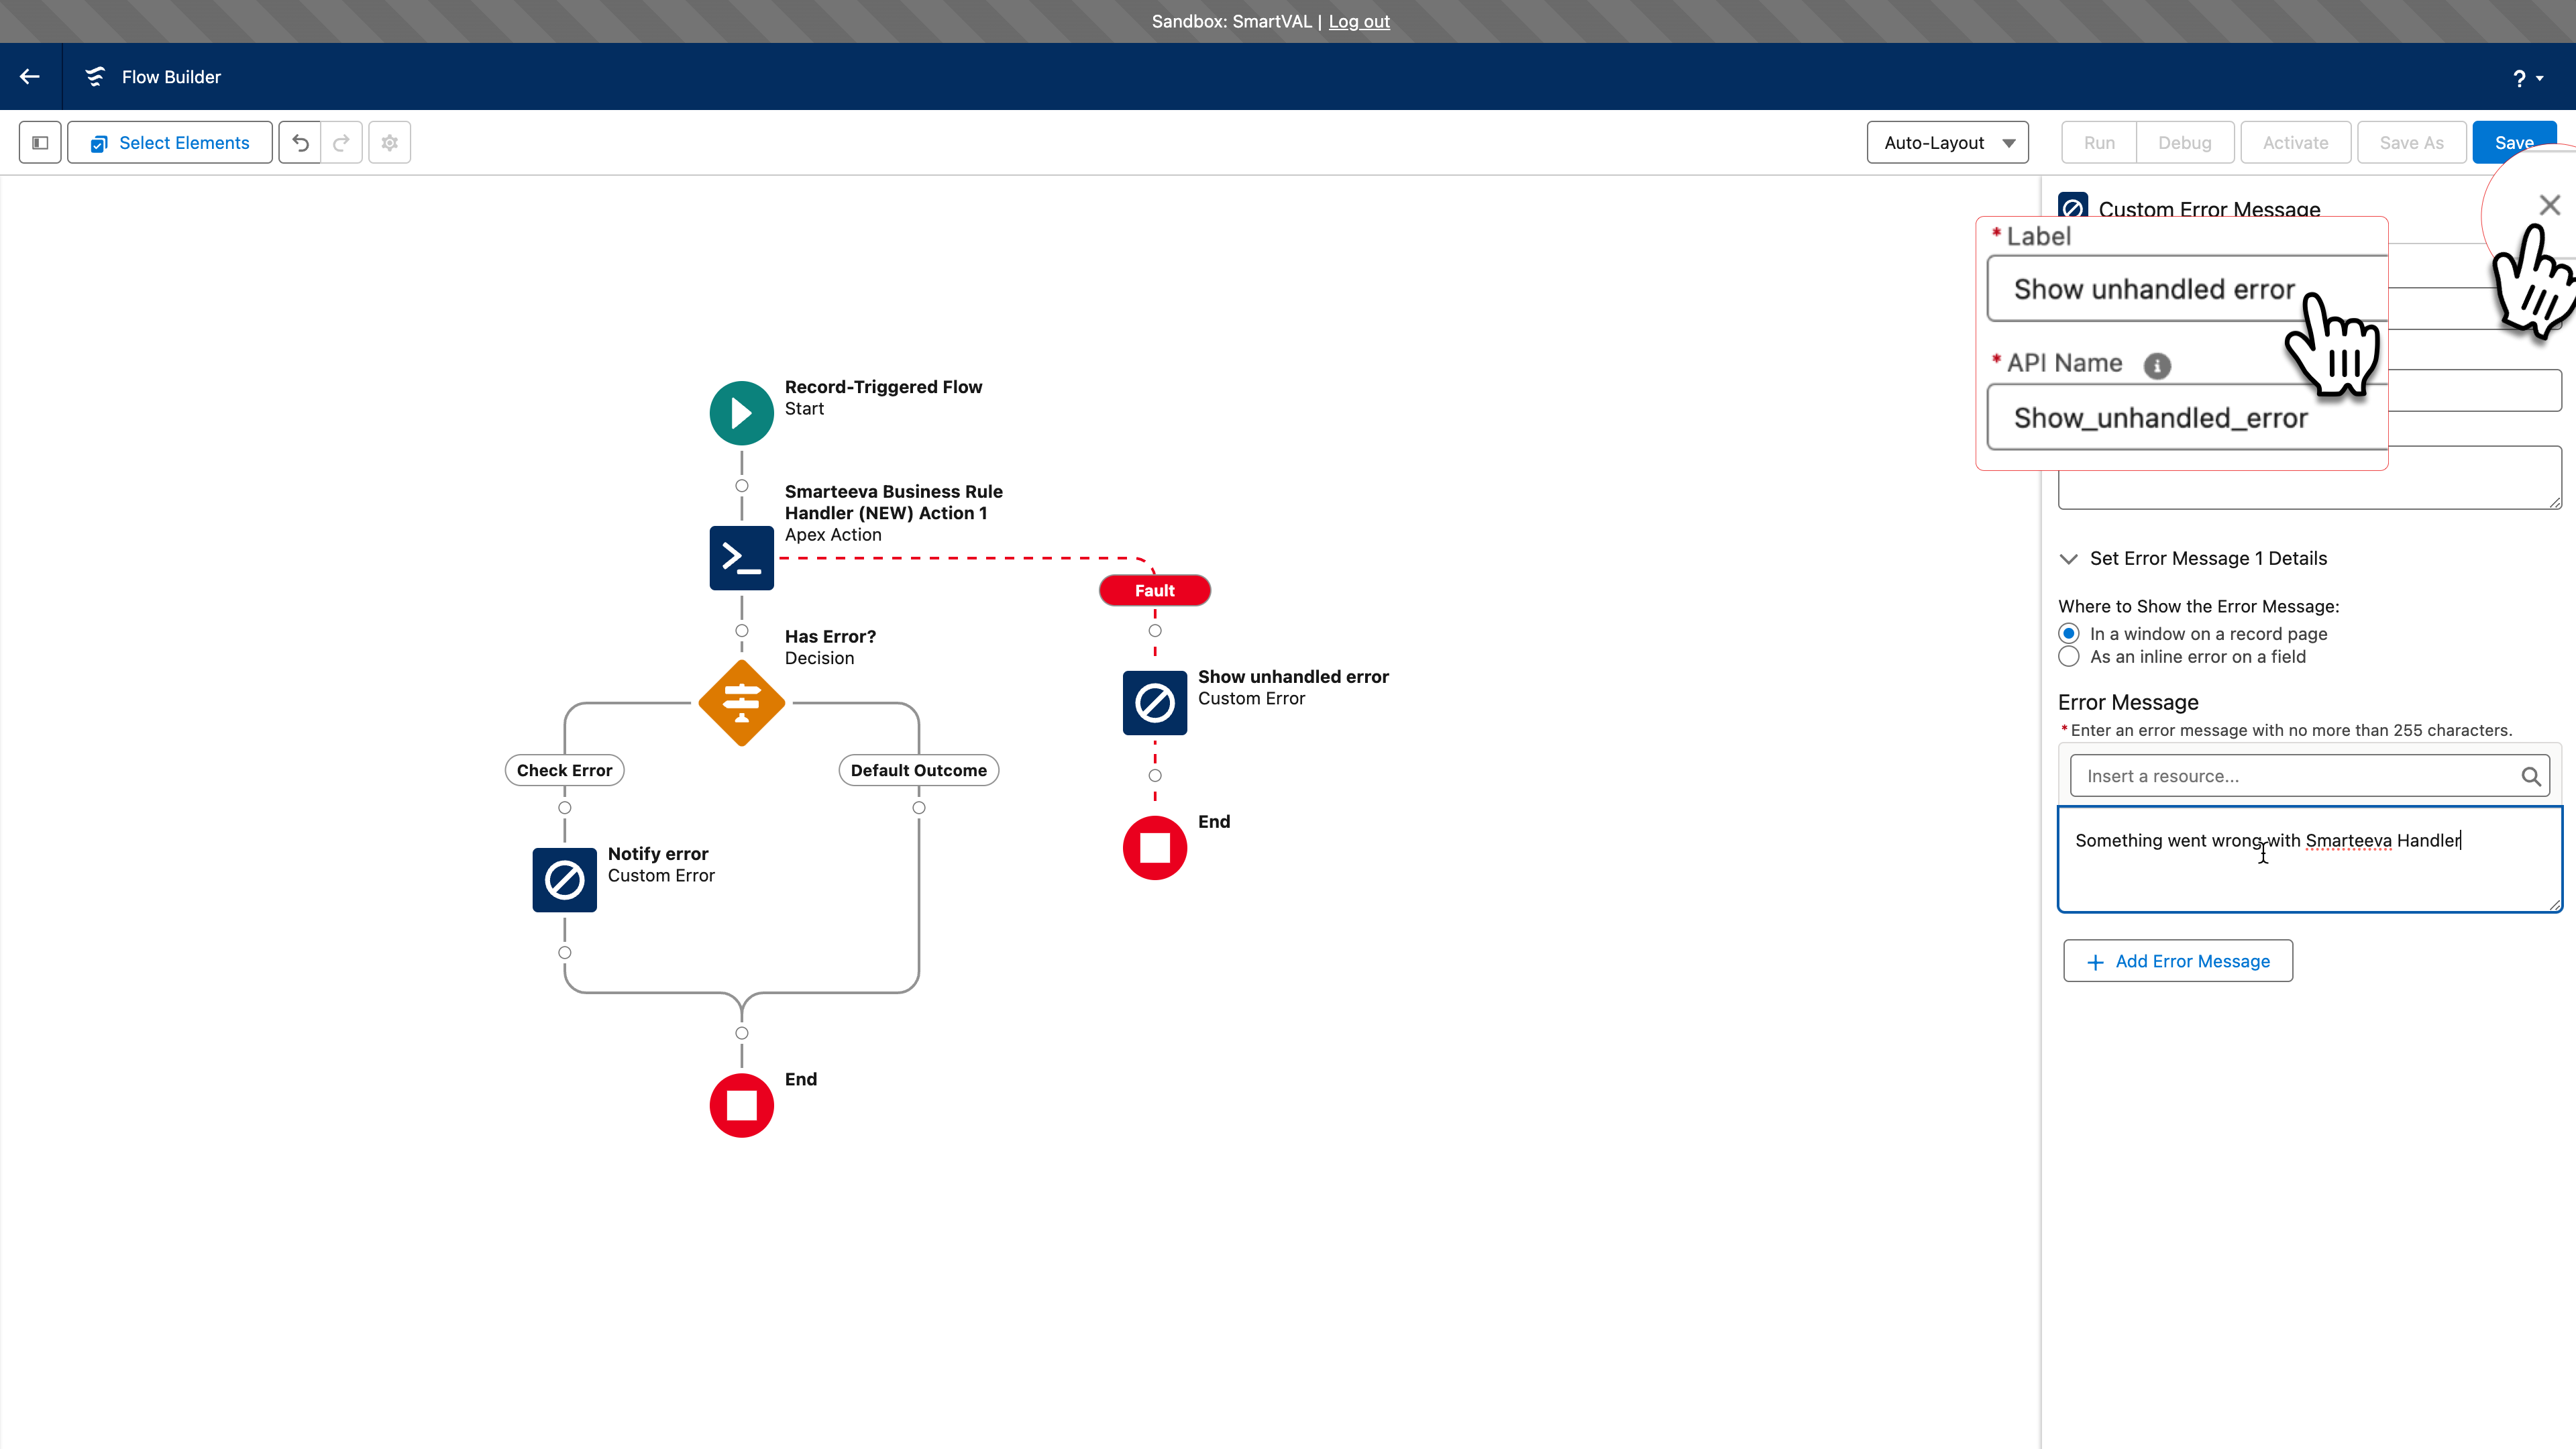 Sandbox: SmartVAL | Log out
Flow Builder
?
Select Elements
Auto-Layout
Run
Debug
Activate
Save As
Save
Custom Error Message
* Label
Show unhandled error
* API Name
Show_unhandled_error
Record-Triggered Flow
Start
Smarteeva Business Rule
Handler (NEW) Action 1
Apex Action
Fault
Has Error?
Decision
Show unhandled error
Custom Error
Check Error
Default Outcome
Notify error
Custom Error
End
End
Set Error Message 1 Details
Where to Show the Error Message:
In a window on a record page
As an inline error on a field
Error Message
* Enter an error message with no more than 255 characters.
Insert a resource...
Something went wrong with Smarteeva Handler
Add Error Message